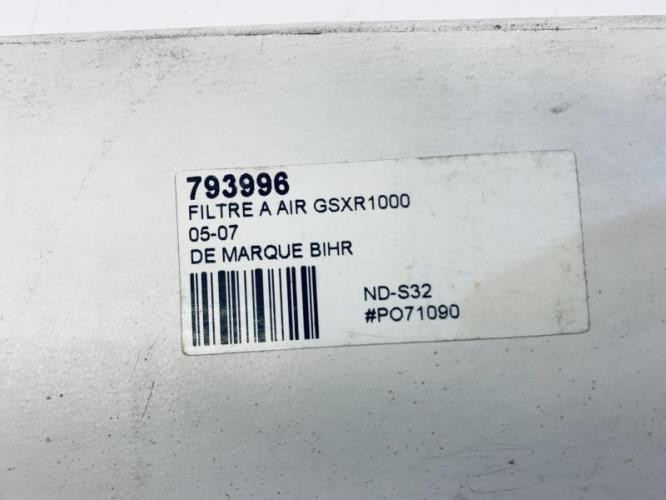 793996
FILTRE A AIR GSXR1000
05-07
DE MARQUE BIHR
ND-S32
#PO71090